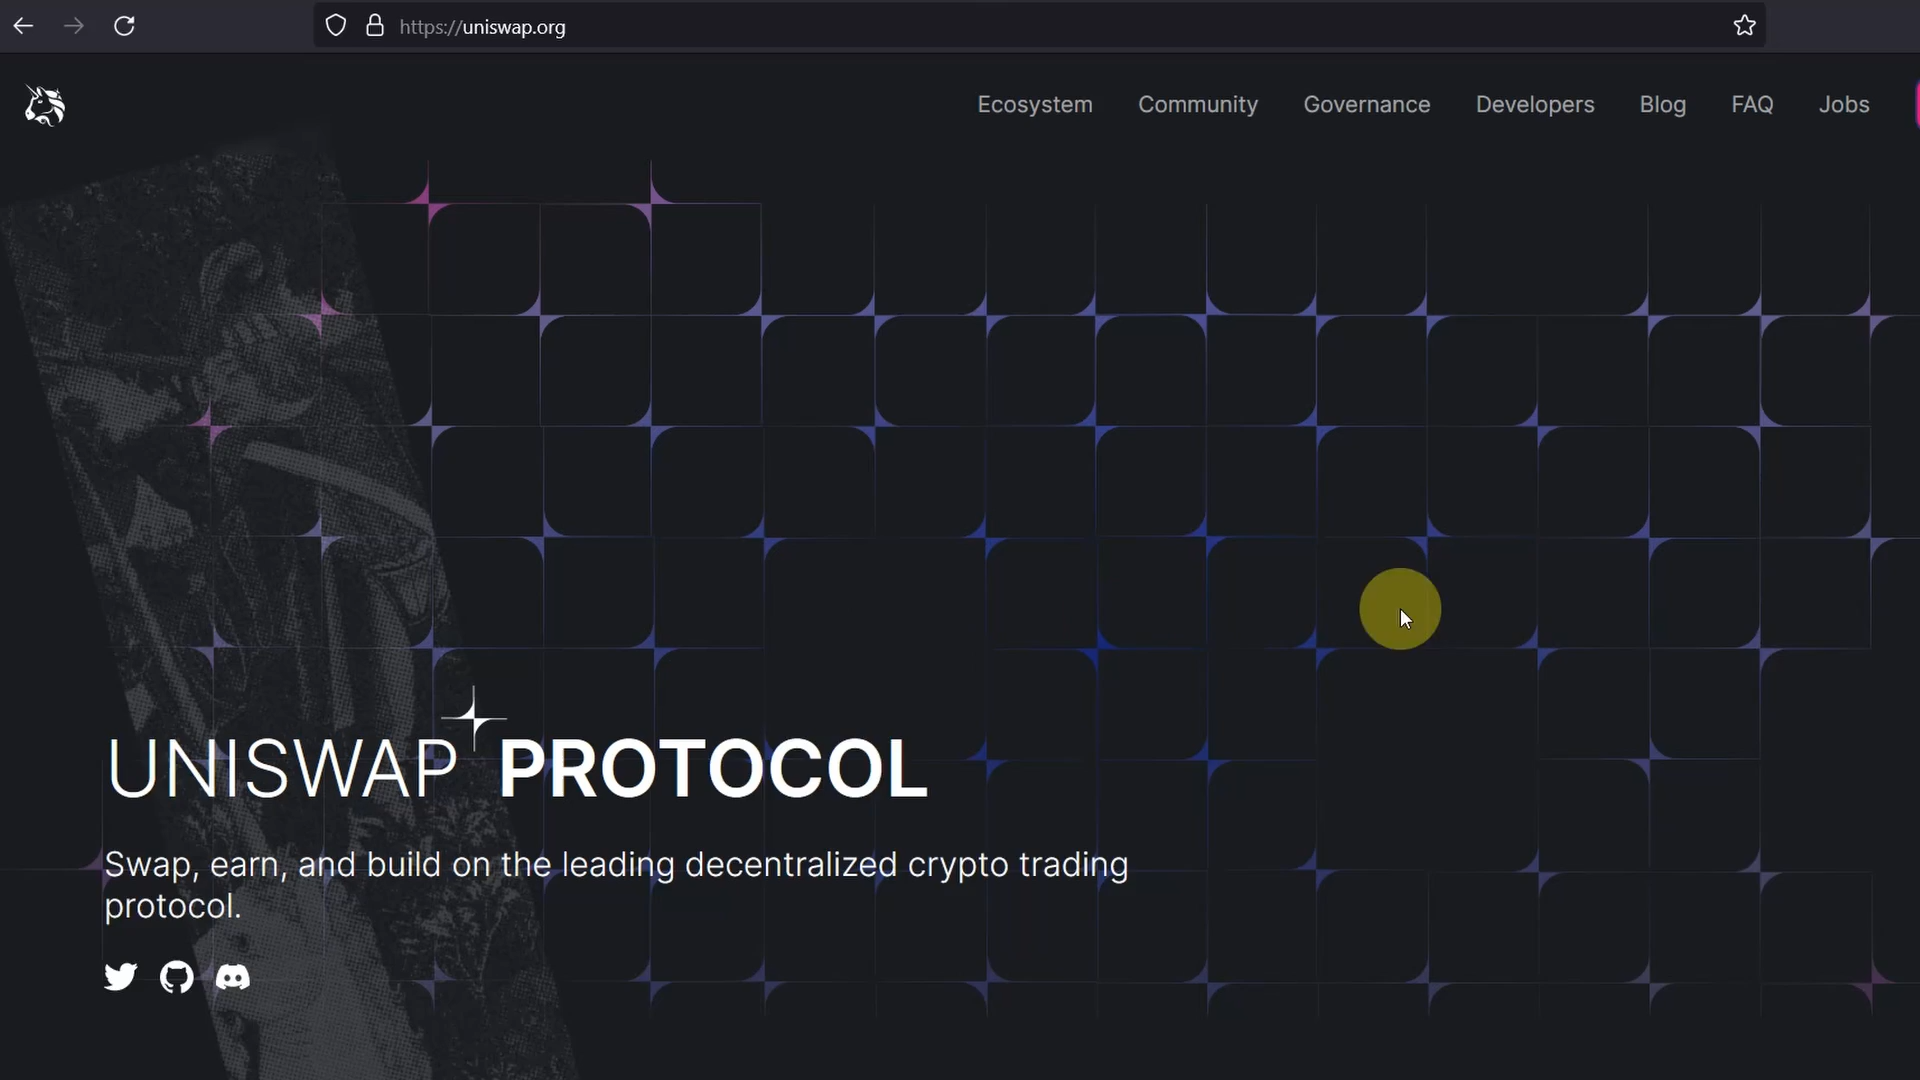 https://uniswap.org
Ecosystem Community Governance Developers Blog FAQ Jobs
UNISWAP PROTOCOL
Swap, earn, and build on the leading decentralized crypto trading
protocol.